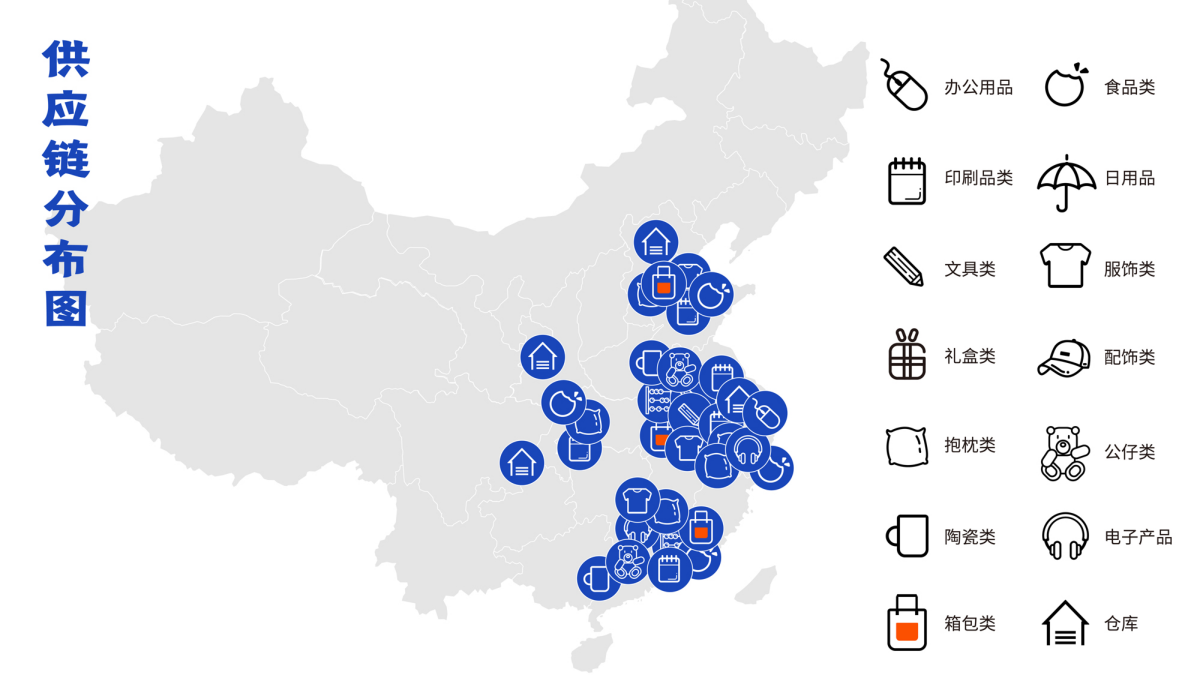 供应链分布图
办公用品
食品类
印刷品类
日用品
文具类
服饰类
礼盒类
配饰类
抱枕类
公仔类
陶瓷类
电子产品
箱包类
仓库